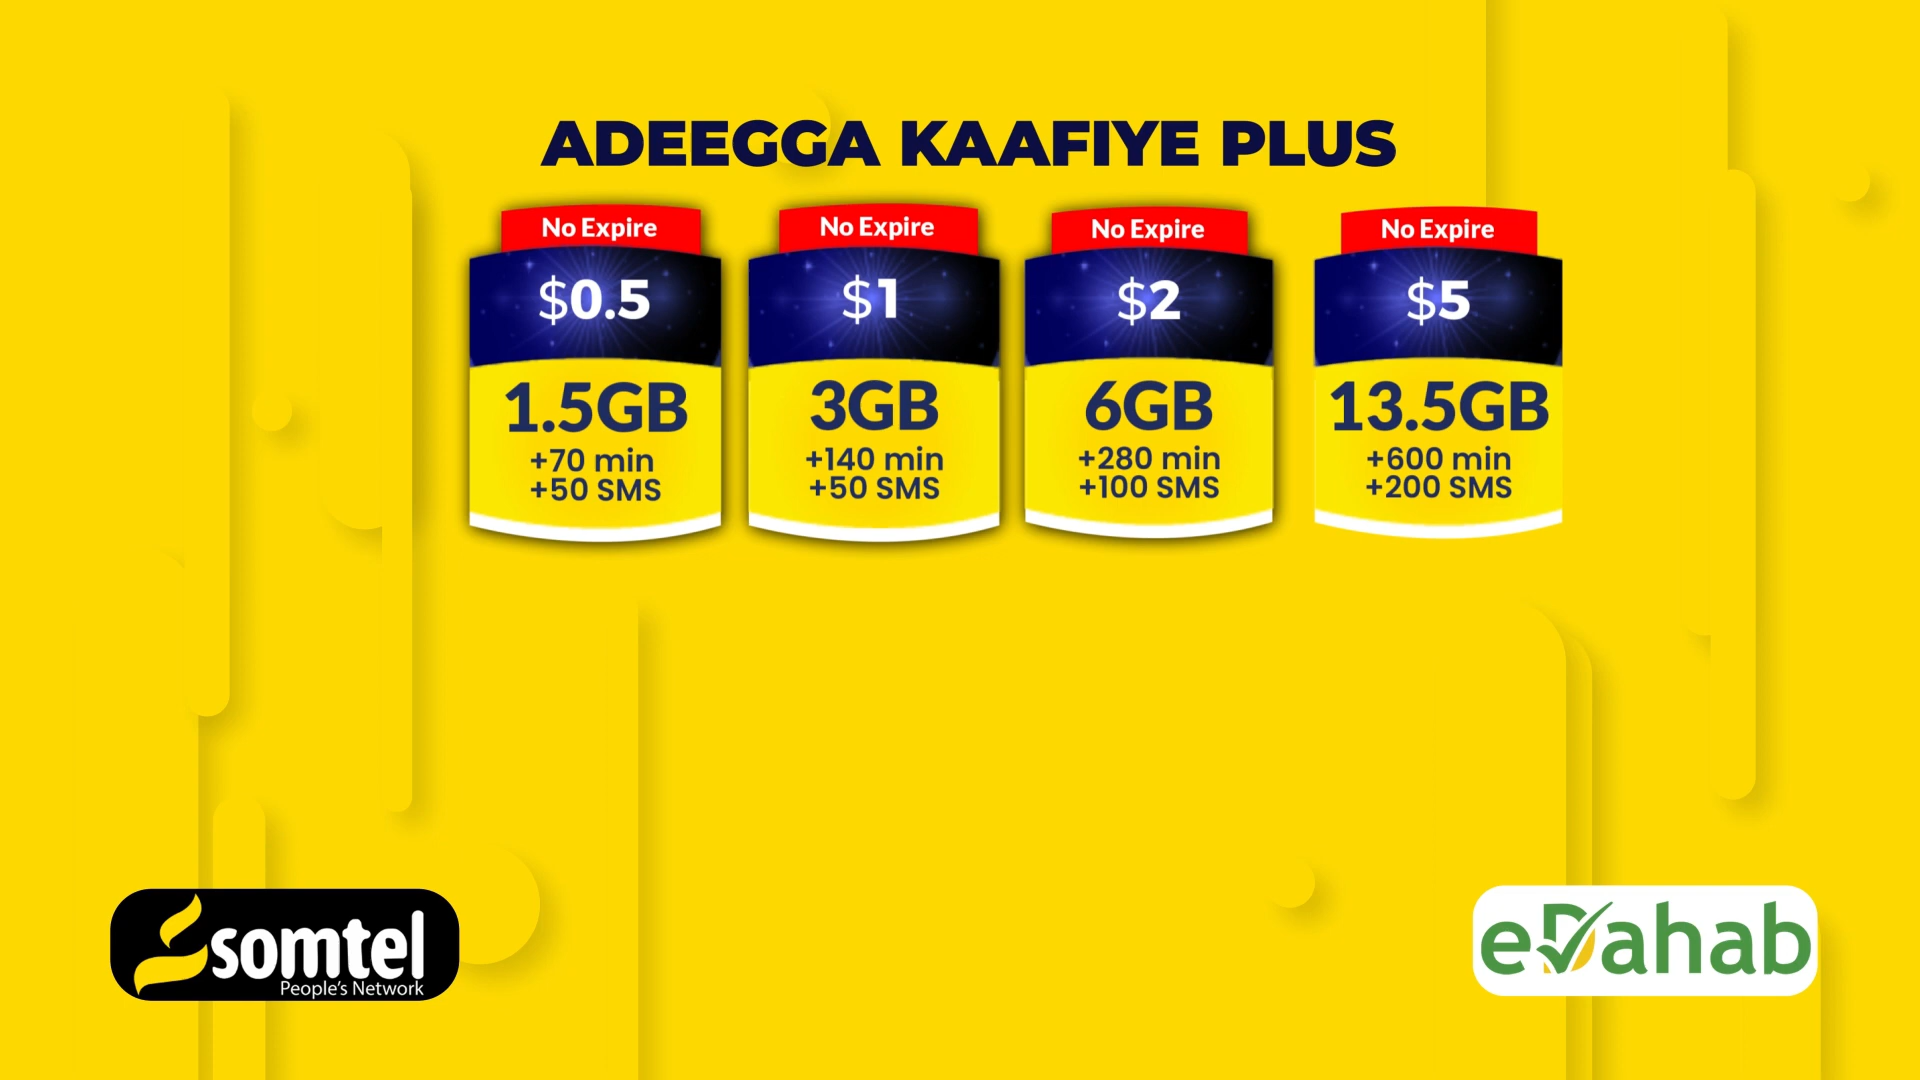 ADEEGGA KAAFIYE PLUS
No Expire
$0.5
1.5GB
+70 min
+50 SMS
No Expire
$1
3GB
+140 min
+50 SMS
No Expire
$2
6GB
+280 min
+100 SMS
No Expire
$5
13.5GB
+600 min
+200 SMS
somtel
People's Network
eDahab